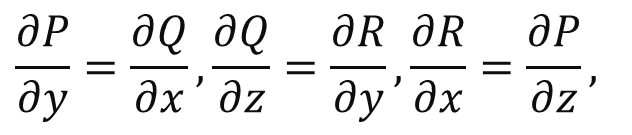 ∂P/∂y = ∂Q/∂x, ∂Q/∂z = ∂R/∂y, ∂R/∂x = ∂P/∂z,